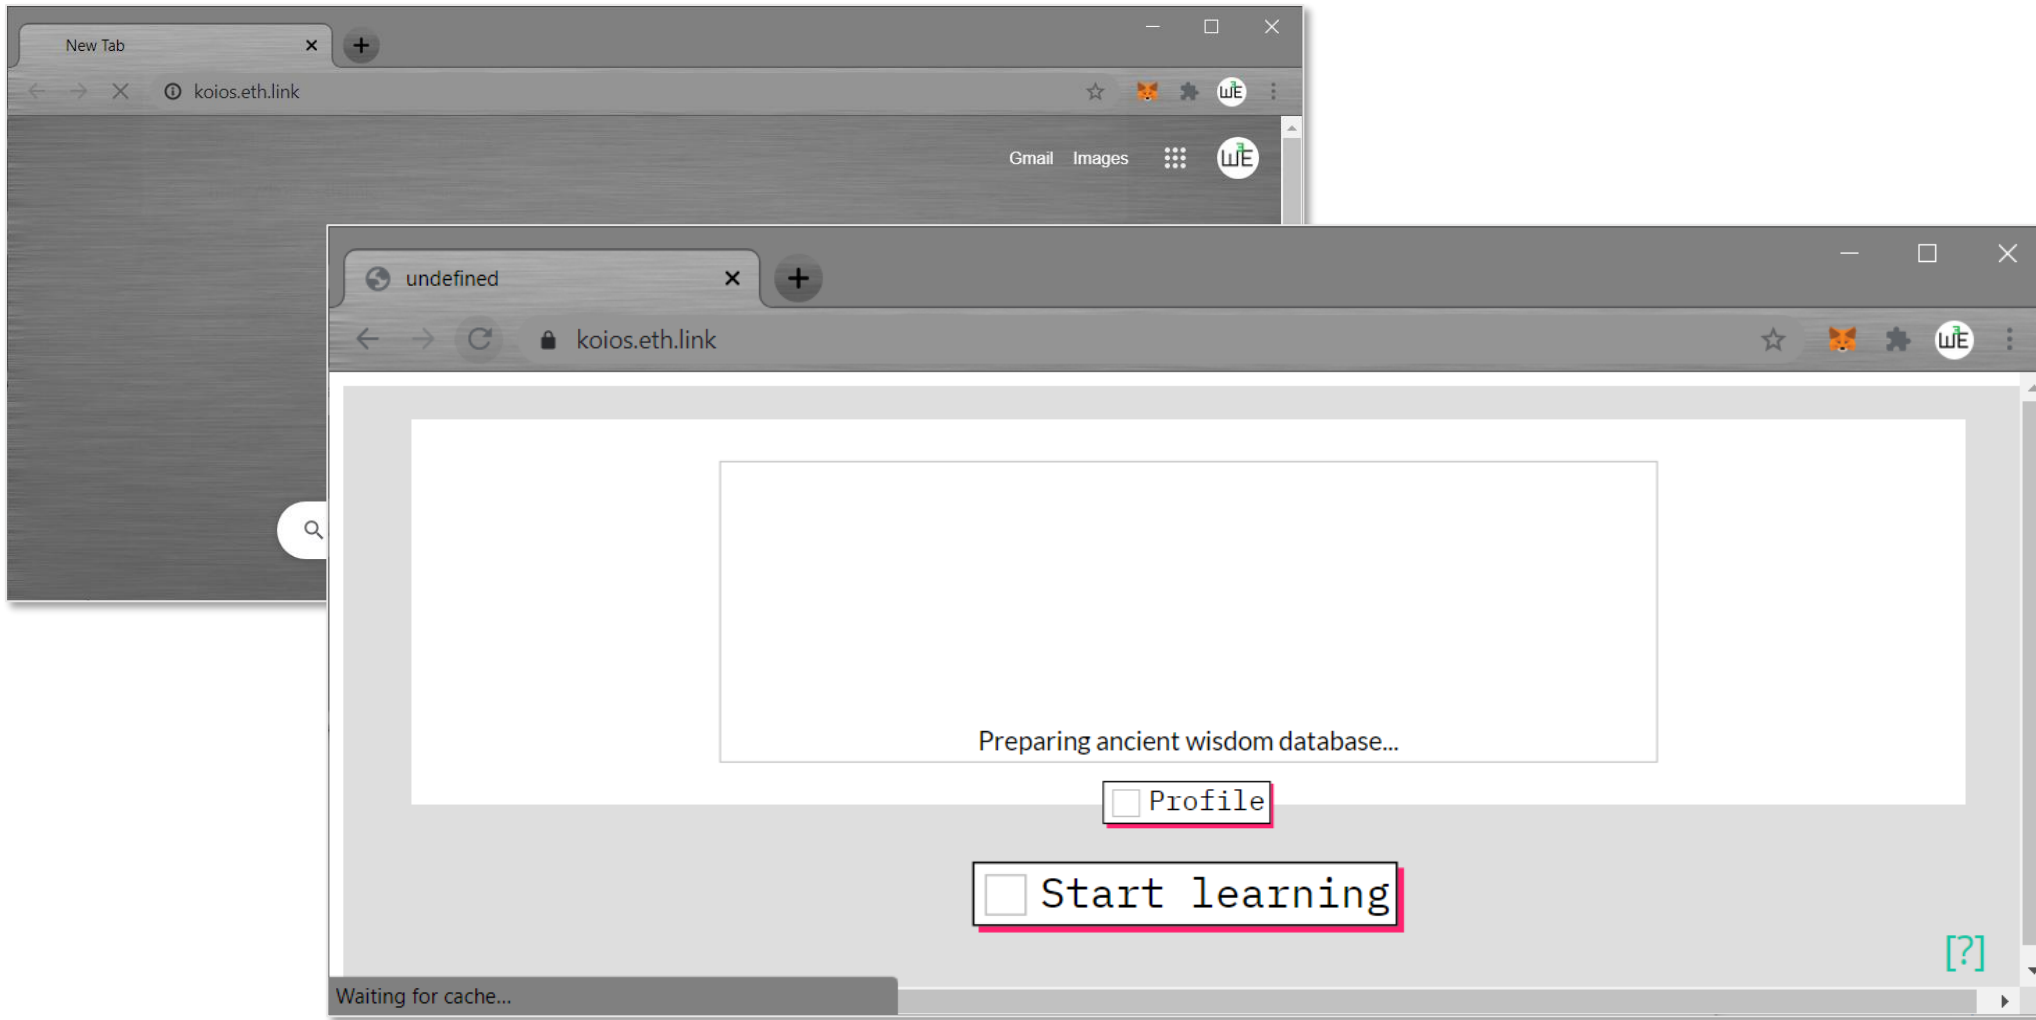 New Tab
koios.eth.link
Gmail Images
undefined
koios.eth.link
Preparing ancient wisdom database...
Profile
Start learning
[?]
Waiting for cache...